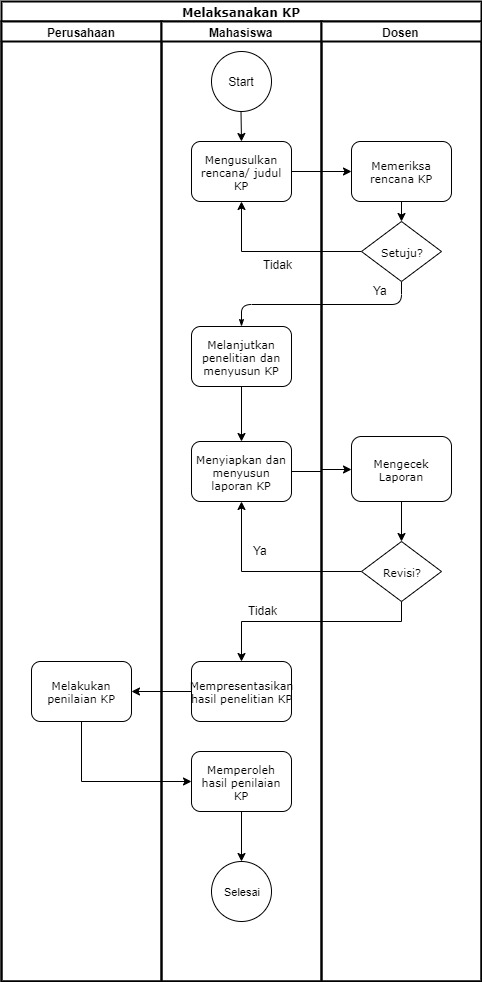 Melaksanakan KP
Perusahaan
Mahasiswa
Dosen
Start
Mengusulkan
rencana/ judul
KP
Memeriksa
rencana KP
Setuju?
Tidak
Ya
Melanjutkan
penelitian dan
menyusun KP
Menyiapkan dan
menyusun
laporan KP
Mengecek
Laporan
Ya
Revisi?
Tidak
Melakukan
penilaian KP
Mempresentasikan
hasil penelitian KP
Memperoleh
hasil penilaian
KP
Selesai